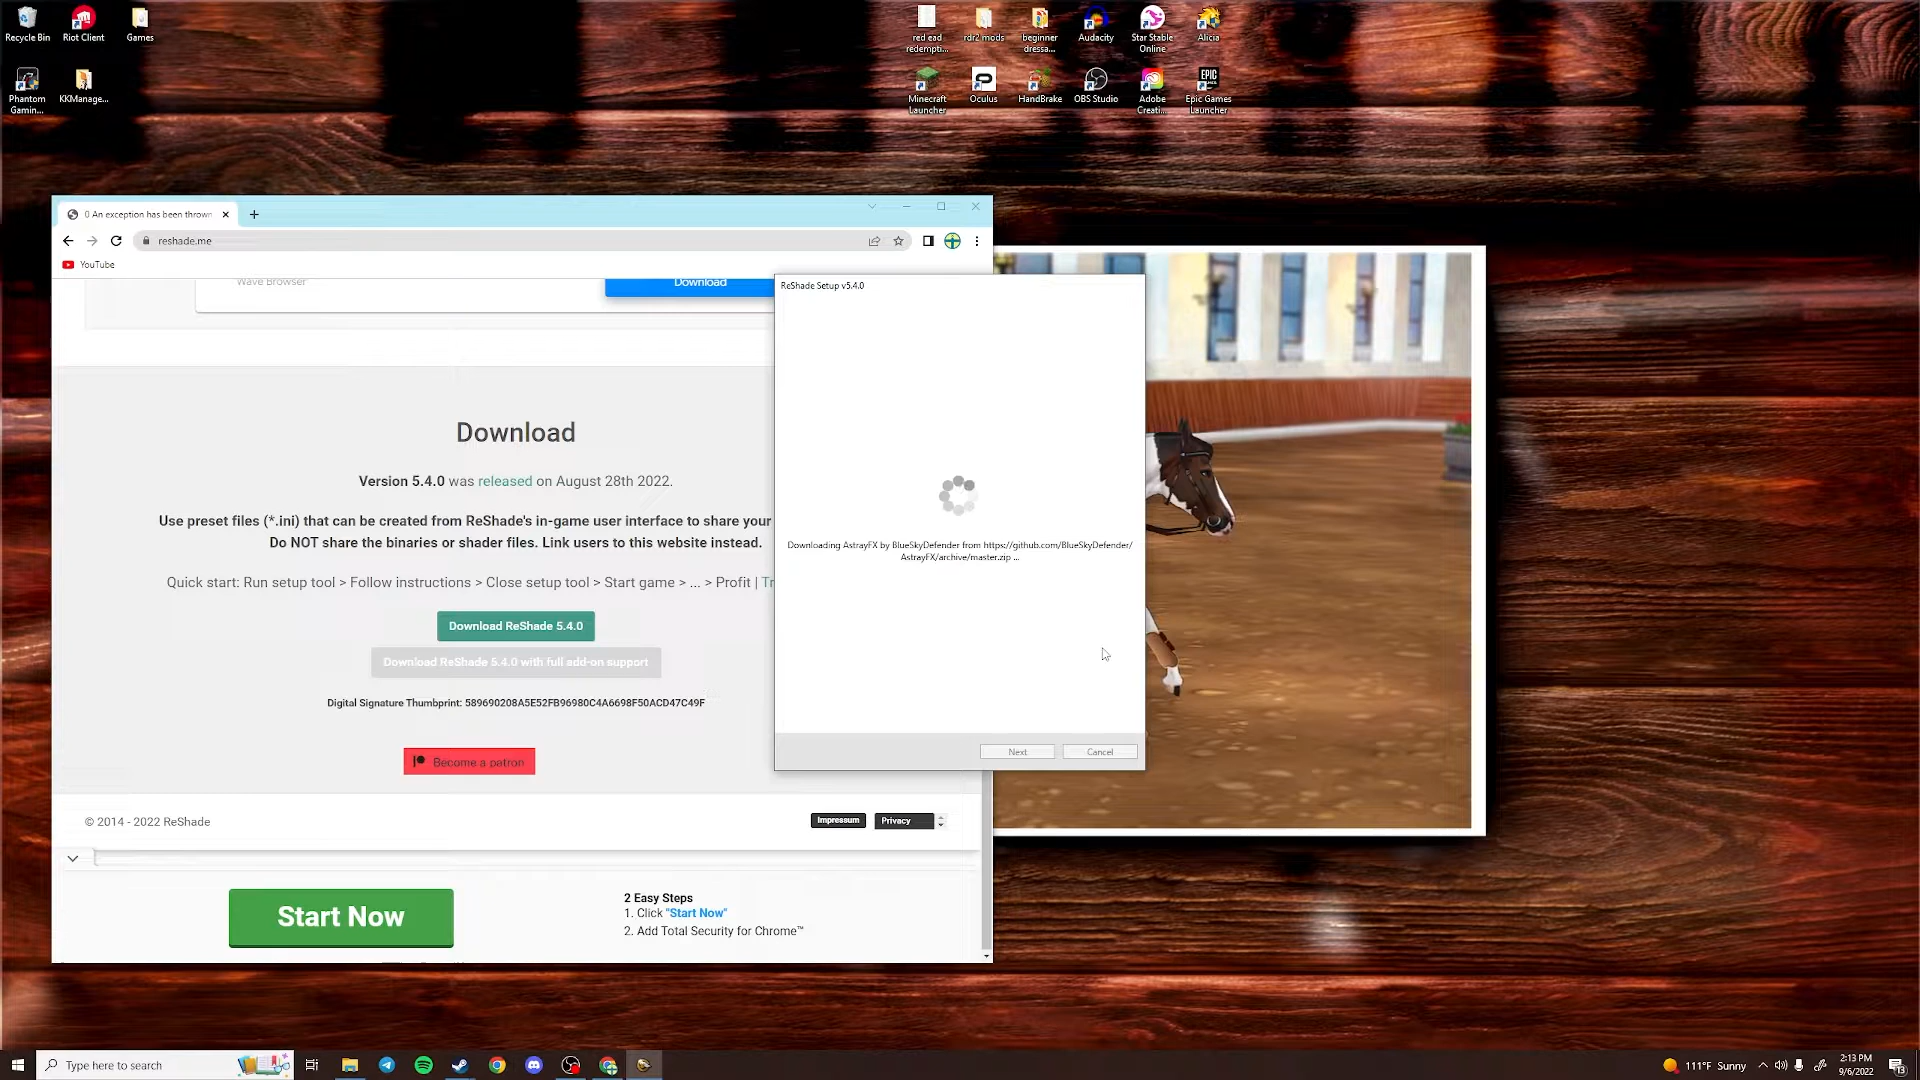 Recycle Bin
Riot Client
Games
Phantom
Gamin...
KKManage...
red ead
redempti...
rdr2 mods
beginner
dressa...
Audacity
Star Stable
Online
Alicia
Minecraft
Launcher
Oculus
HandBrake
OBS Studio
Adobe
Creati...
EPIC
GAMES
Epic Games
Launcher
0 An exception has been thrown
reshade.me
YouTube
Wave Browser
Download
Download
Version 5.4.0 was released on August 28th 2022.
Use preset files (*.ini) that can be created from ReShade's in-game user interface to share your
Do NOT share the binaries or shader files. Link users to this website instead.
Quick start: Run setup tool > Follow instructions > Close setup tool > Start game > ... > Profit | Tr
Download ReShade 5.4.0
Download ReShade 5.4.0 with full add-on support
Digital Signature Thumbprint: 589690208A5E52FB96980C4A6698F50ACD47C49F
Become a patron
© 2014 - 2022 ReShade
Impressum
Privacy
Start Now
2 Easy Steps
1. Click "Start Now"
2. Add Total Security for Chrome™
ReShade Setup v5.4.0
Downloading AstrayFX by BlueSkyDefender from https://github.com/BlueSkyDefender/
AstrayFX/archive/master.zip ...
Next
Cancel
Type here to search
111°F Sunny
2:13 PM
9/6/2022
13